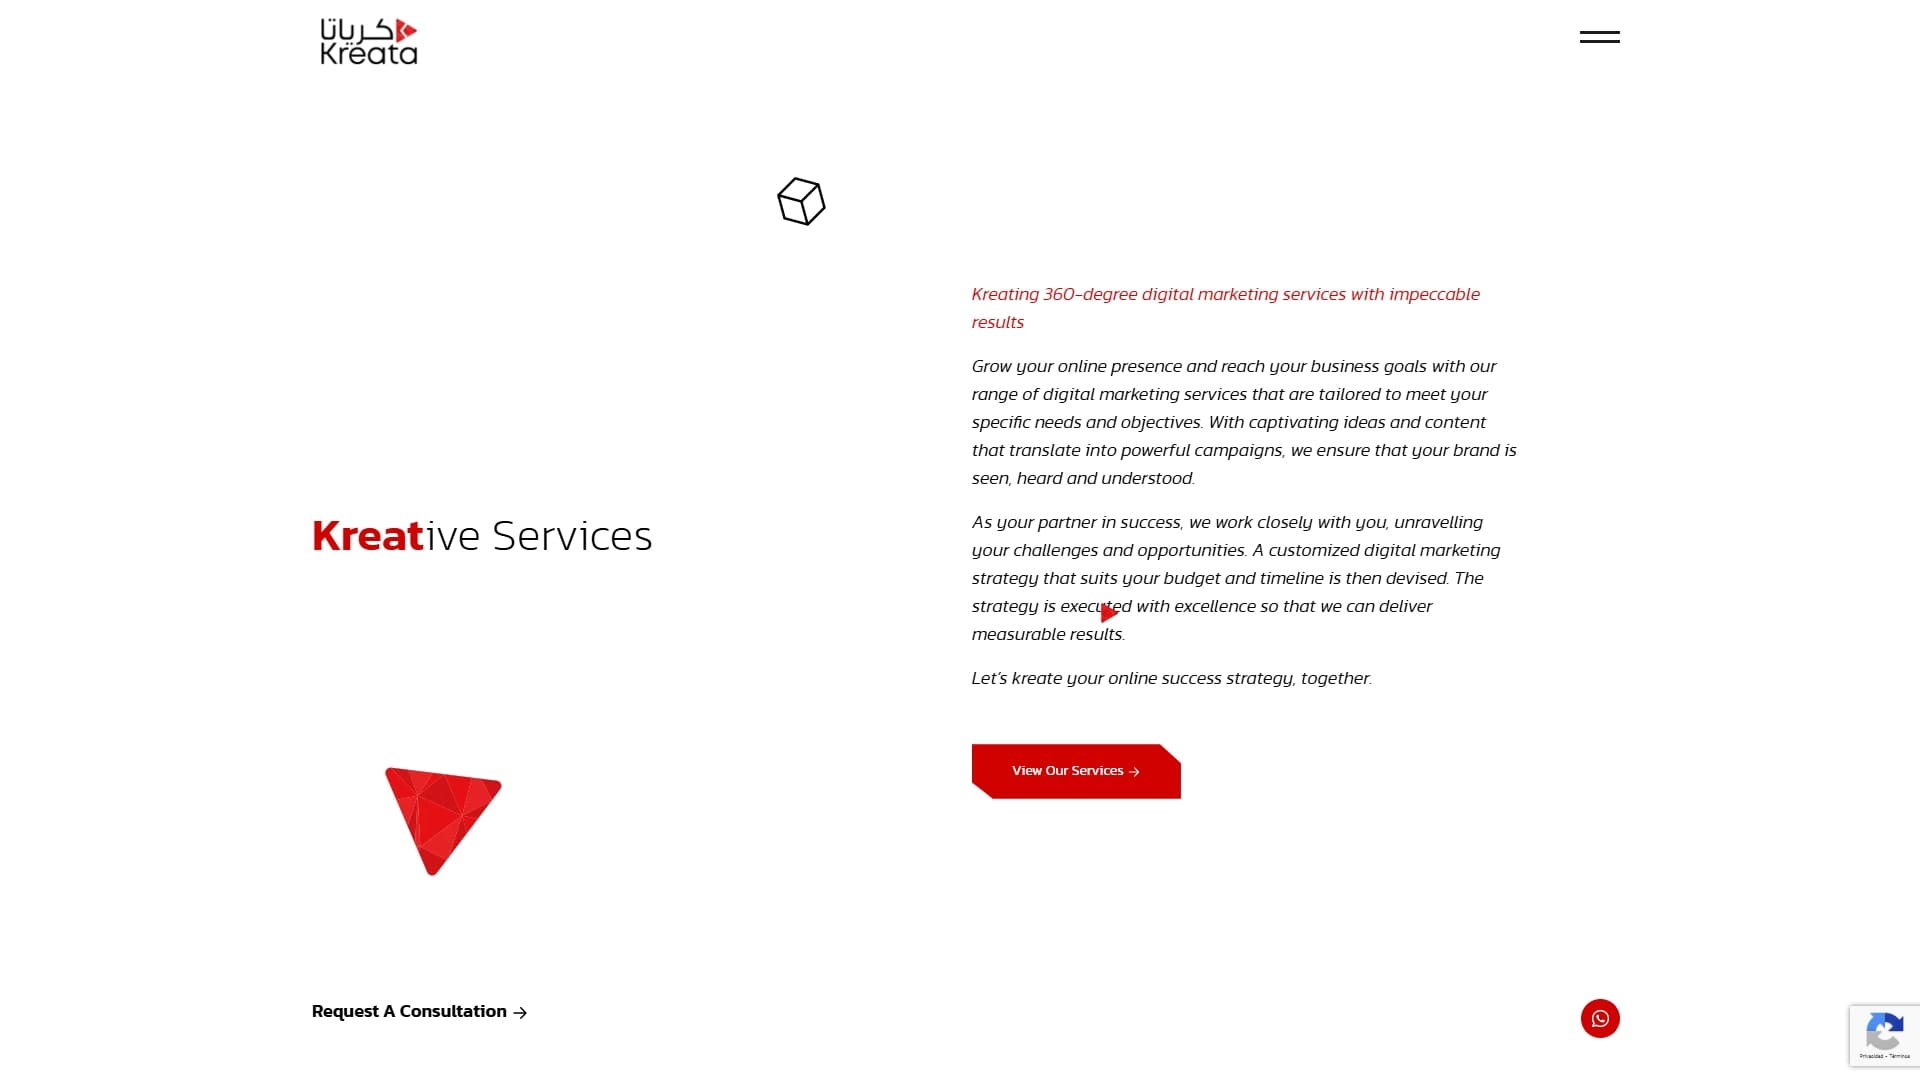 كرياتا
Kreata
Kreating 360-degree digital marketing services with impeccable
results
Grow your online presence and reach your business goals with our
range of digital marketing services that are tailored to meet your
specific needs and objectives. With captivating ideas and content
that translate into powerful campaigns, we ensure that your brand is
seen, heard and understood.
Kreative Services
As your partner in success, we work closely with you, unravelling
your challenges and opportunities. A customized digital marketing
strategy that suits your budget and timeline is then devised. The
strategy is executed with excellence so that we can deliver
measurable results.
Let's kreate your online success strategy, together.
View Our Services →
Request A Consultation →
Privacidad - Términos